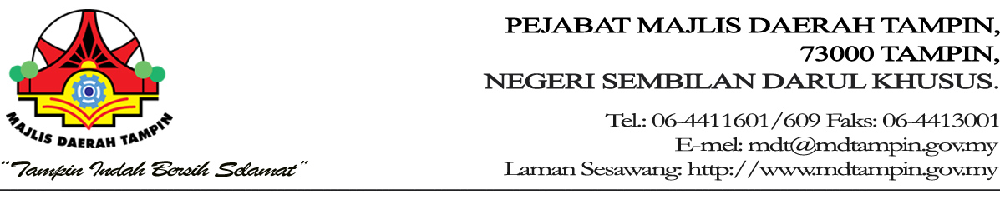 MAJLIS DAERAH TAMPIN
"Tampin Indah Bersih Selamat"
PEJABAT MAJLIS DAERAH TAMPIN,
73000 TAMPIN,
NEGERI SEMBILAN DARUL KHUSUS.
Tel.: 06-4411601/609 Faks: 06-4413001
E-mel: mdt@mdtampin.gov.my
Laman Sesawang: http://www.mdtampin.gov.my